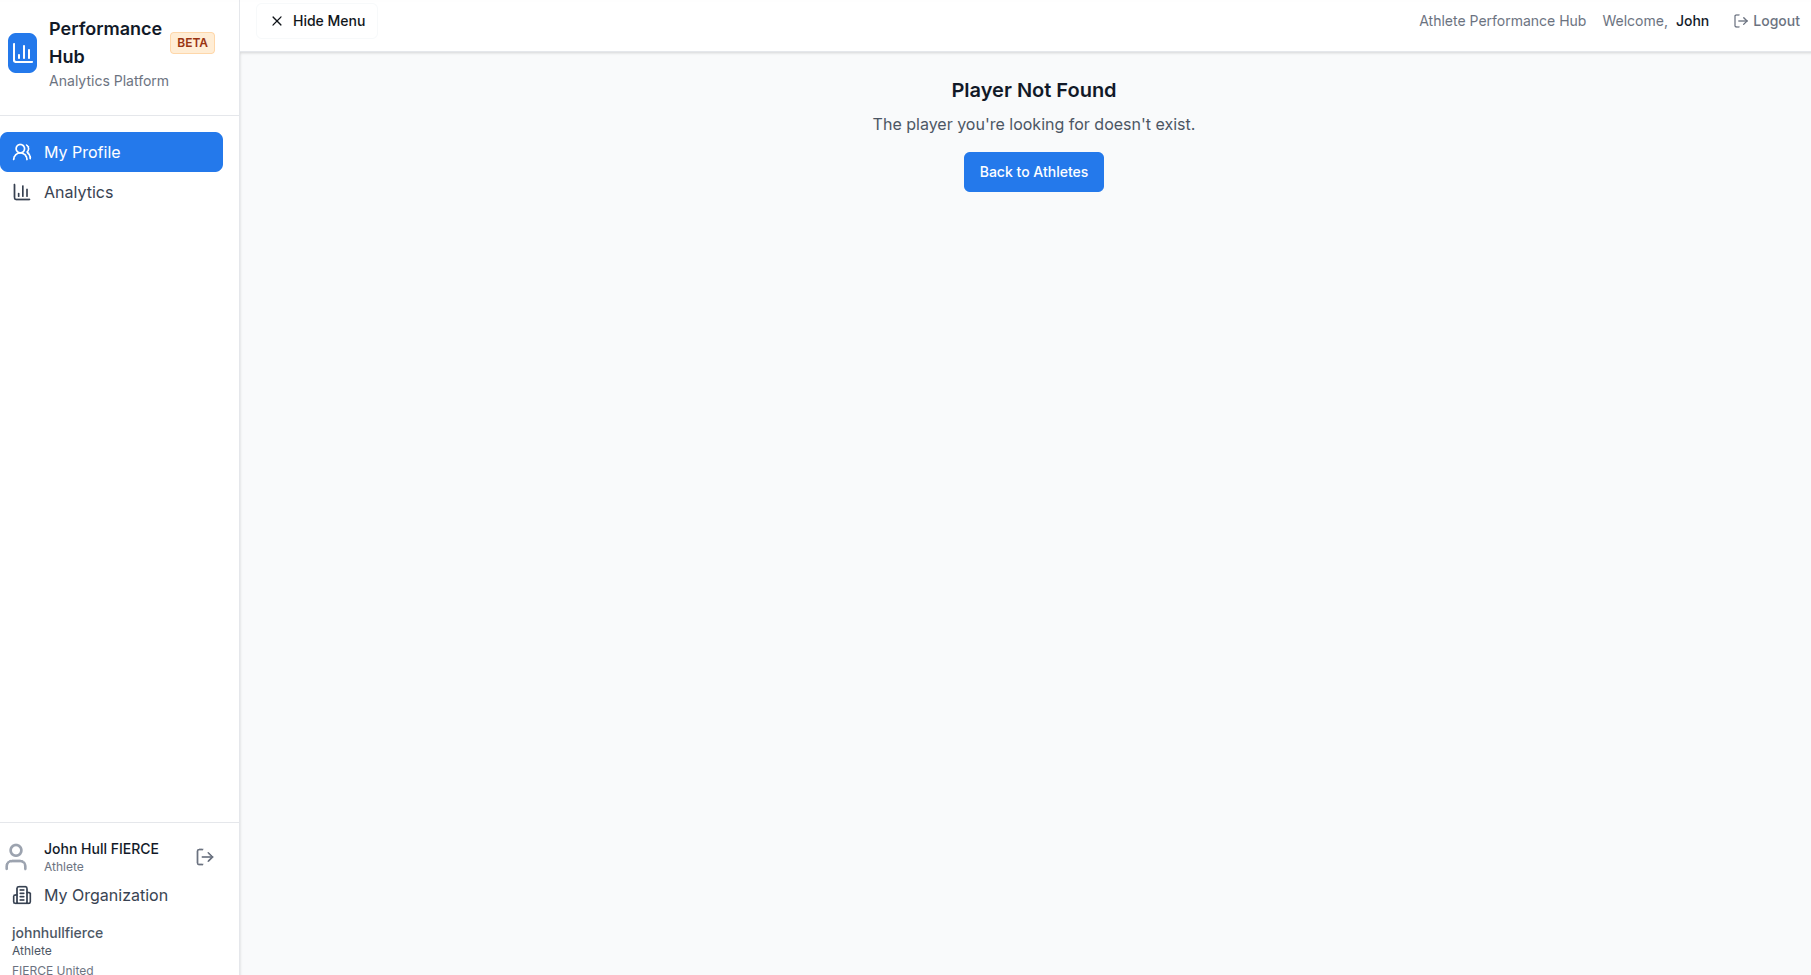 Performance
Hub
BETA
Analytics Platform
My Profile
Analytics
John Hull FIERCE
Athlete
My Organization
johnhullfierce
Athlete
FIERCE United
Hide Menu
Athlete Performance Hub
Welcome, John
Logout
Player Not Found
The player you're looking for doesn't exist.
Back to Athletes